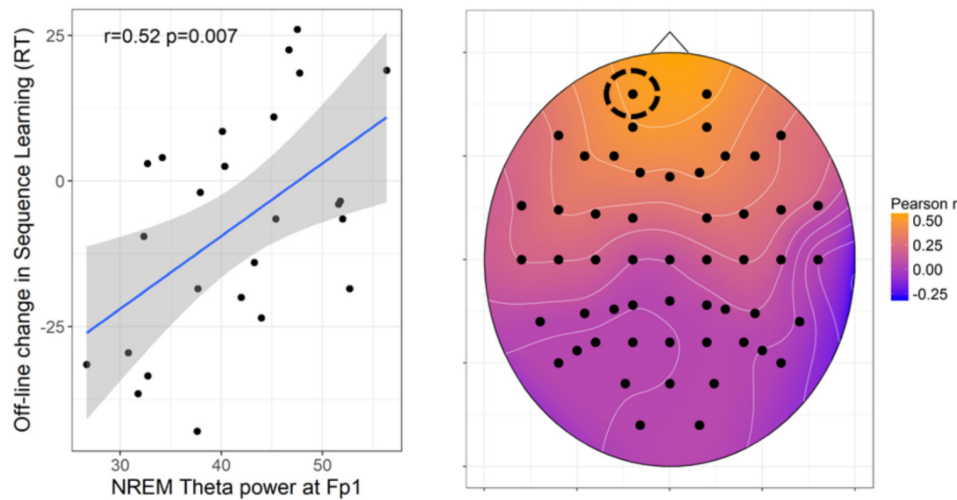 r=0.52 p=0.007
25
0
-25
30
40
50
NREM Theta power at Fp1
Off-line change in Sequence Learning (RT)
Pearson r
0.50
0.25
0.00
-0.25